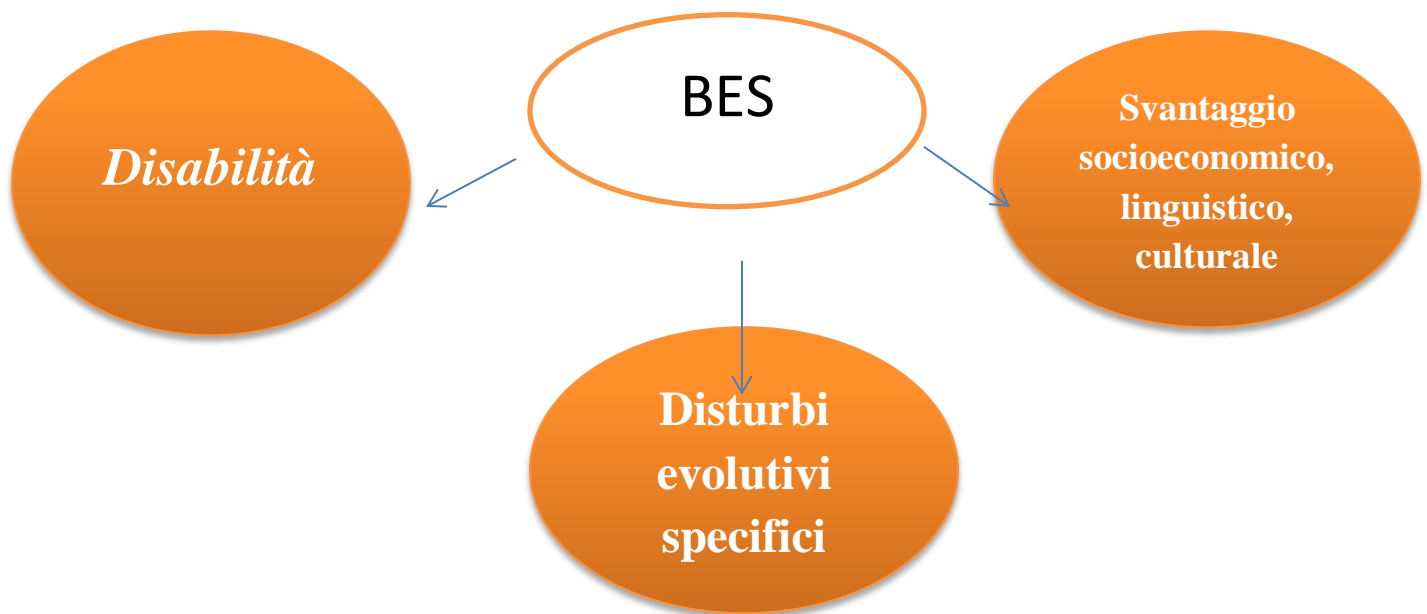 BES
Disabilità
Svantaggio
socioeconomico,
linguistico,
culturale
Disturbi
evolutivi
specifici